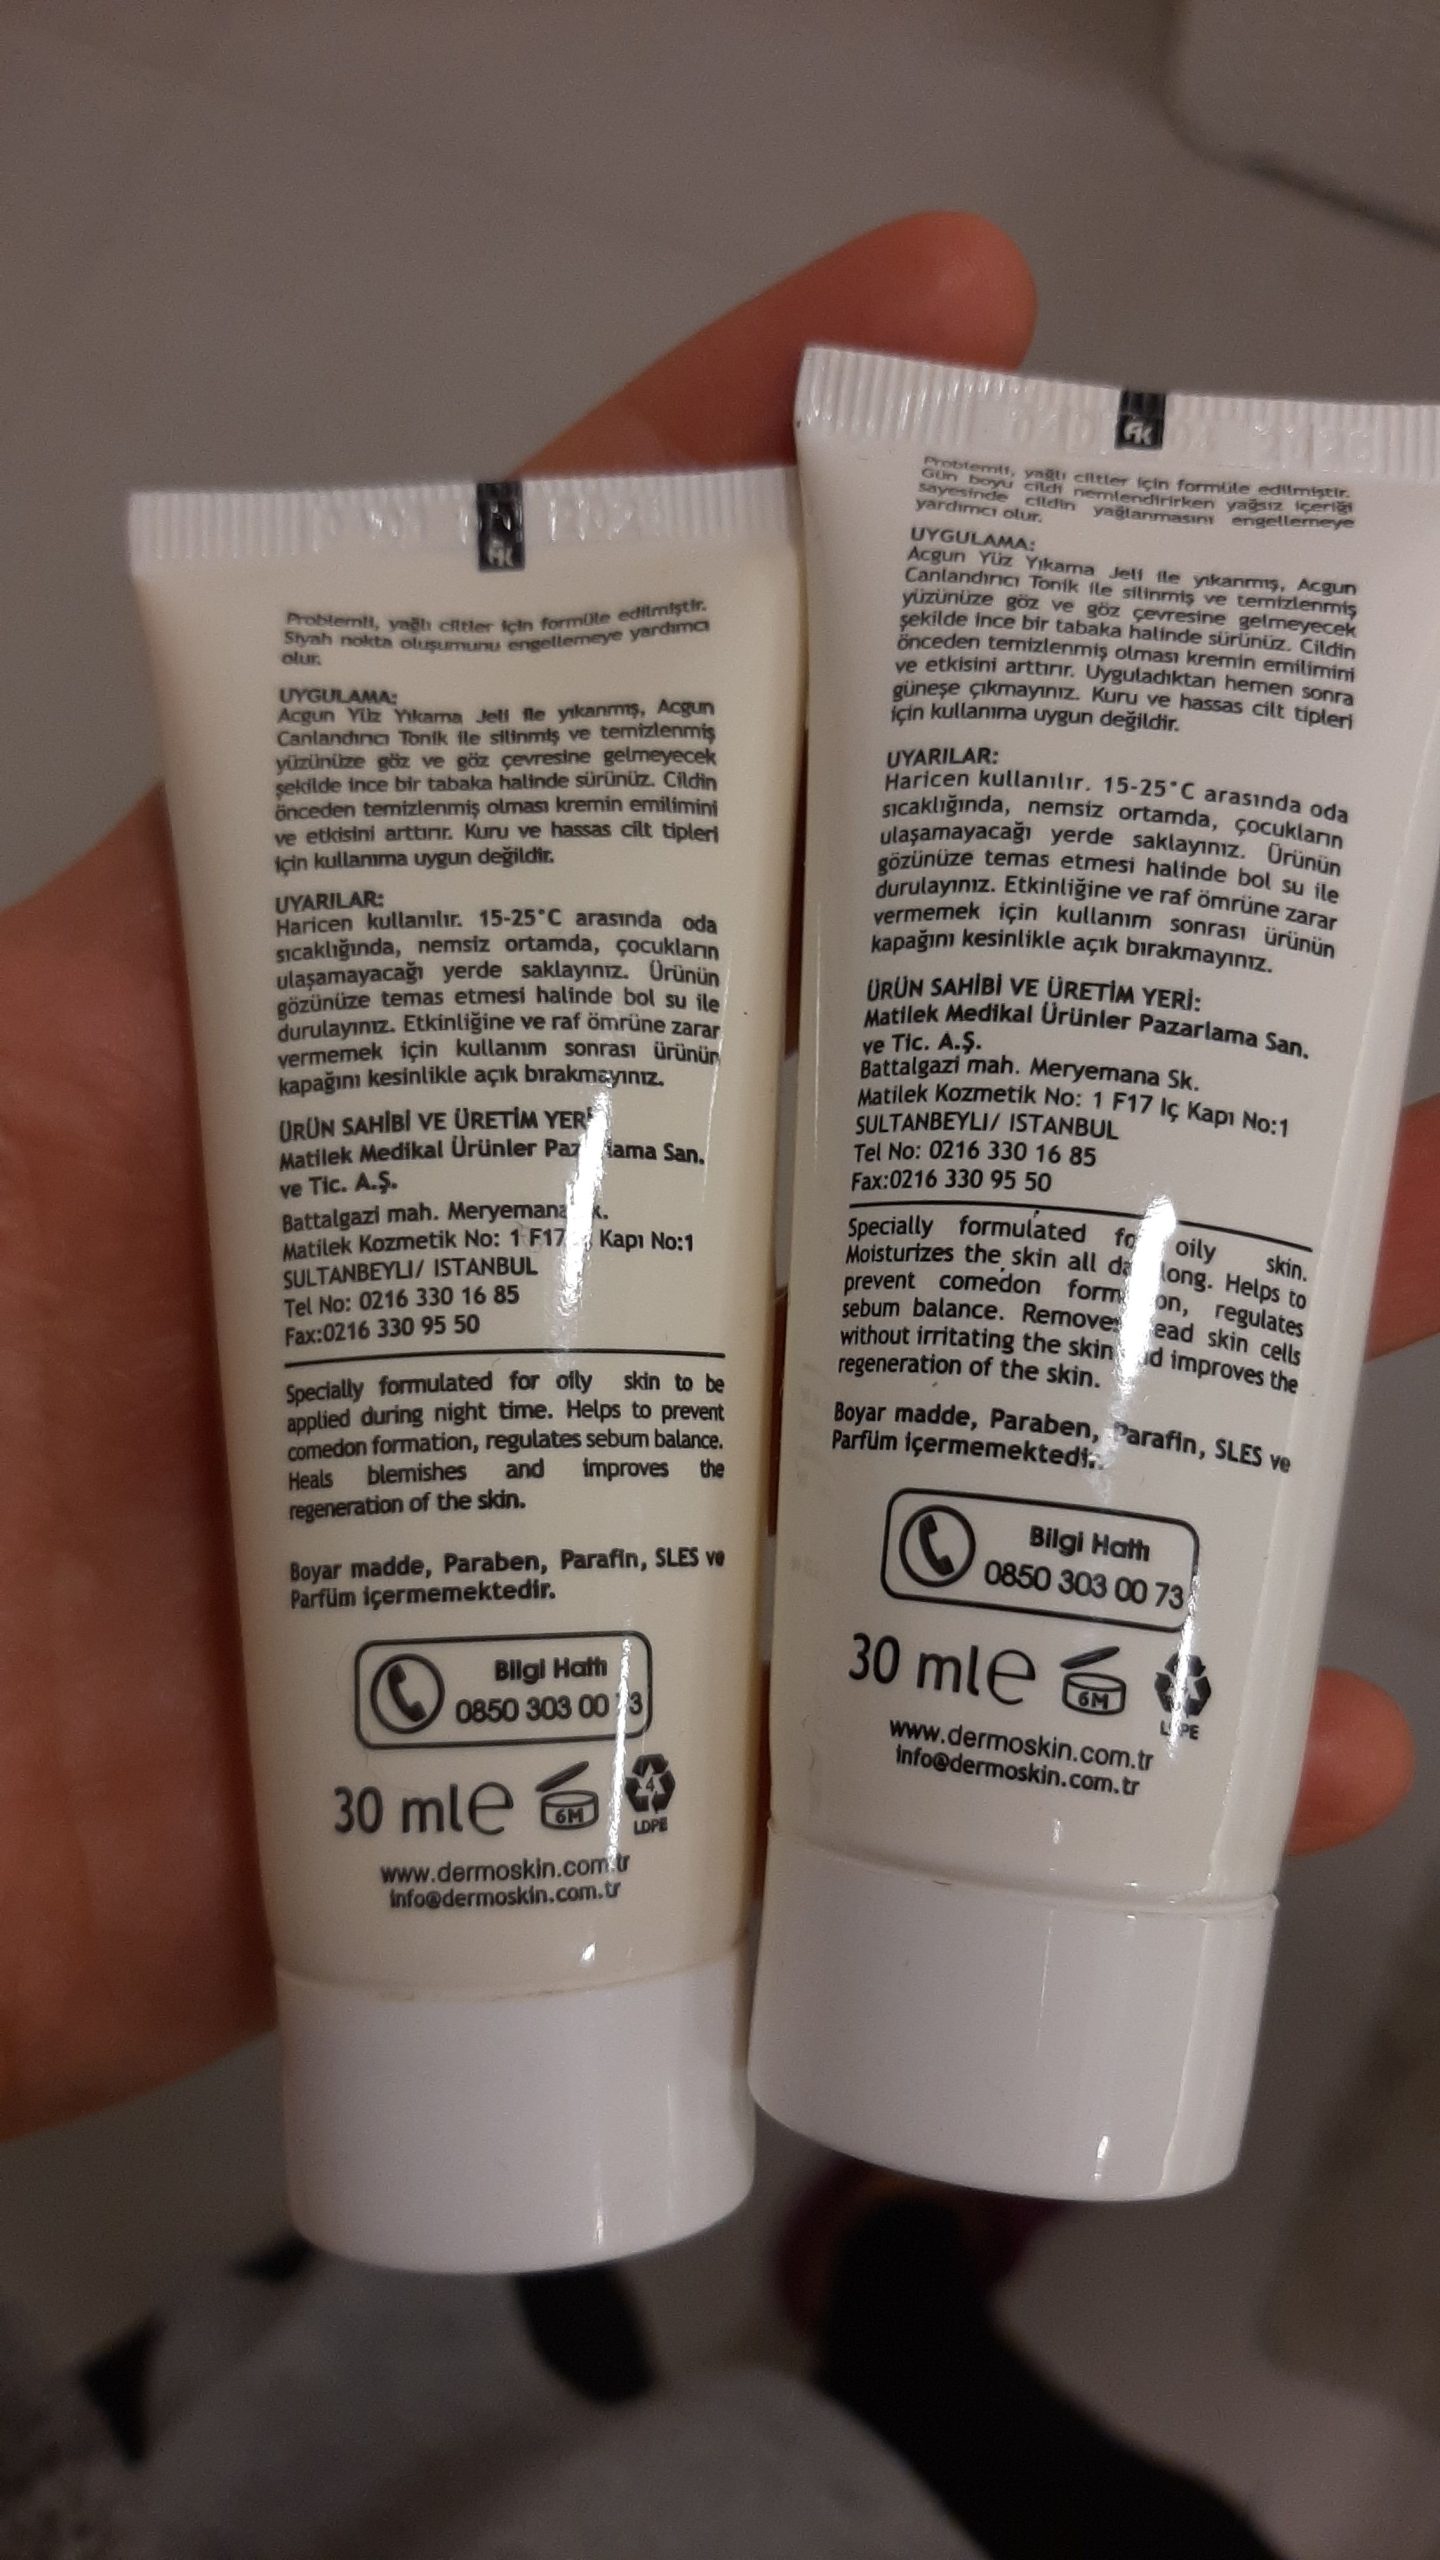 Problemli, yağlı ciltler için formüle edilmiştir.
Siyah nokta oluşumunu engellemeye yardımcı
olur.
UYGULAMA:
Acgun Yüz Yıkama Jeli ile yıkanmış, Acgun
Canlandırıcı Tonik ile silinmiş ve temizlenmiş
yüzünüze göz ve göz çevresine gelmeyecek
şekilde ince bir tabaka halinde sürünüz. Cildin
önceden temizlenmiş olması kremin emilimini
ve etkisini arttırır. Kuru ve hassas cilt tipleri
için kullanıma uygun değildir.
UYARILAR:
Haricen kullanılır. 15-25°C arasında oda
sıcaklığında, nemsiz ortamda, çocukların
ulaşamayacağı yerde saklayınız. Ürünün
gözünüze temas etmesi halinde bol su ile
durulayınız. Etkinliğine ve raf ömrüne zarar
vermemek için kullanım sonrası ürünün
kapağını kesinlikle açık bırakmayınız.
ÜRÜN SAHİBİ VE ÜRETİM YERİ
Matilek Medikal Ürünler Pazarlama San.
ve Tic. A.Ş.
Battalgazi mah. Meryemana
Matilek Kozmetik No: 1 F17 Kapı No:1
SULTANBEYLI/ ISTANBUL
Tel No: 0216 330 16 85
Fax:0216 330 95 50
Specially formulated for oily skin to be
applied during night time. Helps to prevent
comedon formation, regulates sebum balance.
Heals blemishes and improves the
regeneration of the skin.
Boyar madde, Paraben, Parafin, SLES ve
Parfüm içermemektedir.
Bilgi Hattı
0850 303 00 73
30 ml e 6M 4 LDPE
www.dermoskin.com.tr
info@dermoskin.com.tr
Problemli, yağlı ciltler için formüle edilmiştir.
Gün boyu cildi nemlendirirken yağsız içeriği
sayesinde cildin yağlanmasını engellemeye
yardımcı olur.
UYGULAMA:
Acgun Yüz Yıkama Jeli ile yıkanmış, Acgun
Canlandırıcı Tonik ile silinmiş ve temizlenmiş
yüzünüze göz ve göz çevresine gelmeyecek
şekilde ince bir tabaka halinde sürünüz. Cildin
önceden temizlenmiş olması kremin emilimini
ve etkisini arttırır. Uyguladıktan hemen sonra
güneşe çıkmayınız. Kuru ve hassas cilt tipleri
için kullanıma uygun değildir.
UYARILAR:
Haricen kullanılır. 15-25°C arasında oda
sıcaklığında, nemsiz ortamda, çocukların
ulaşamayacağı yerde saklayınız. Ürünün
gözünüze temas etmesi halinde bol su ile
durulayınız. Etkinliğine ve raf ömrüne zarar
vermemek için kullanım sonrası ürünün
kapağını kesinlikle açık bırakmayınız.
ÜRÜN SAHİBİ VE ÜRETİM YERİ:
Matilek Medikal Ürünler Pazarlama San.
ve Tic. A.Ş.
Battalgazi mah. Meryemana Sk.
Matilek Kozmetik No: 1 F17 Iç Kapı No:1
SULTANBEYLI/ ISTANBUL
Tel No: 0216 330 16 85
Fax:0216 330 95 50
Specially formulated for oily skin.
Moisturizes the skin all day long. Helps to
prevent comedon formation, regulates
sebum balance. Removes dead skin cells
without irritating the skin and improves the
regeneration of the skin.
Boyar madde, Paraben, Parafin, SLES ve
Parfüm içermemektedir.
Bilgi Hattı
0850 303 00 73
30 ml e 6M LDPE
www.dermoskin.com.tr
info@dermoskin.com.tr